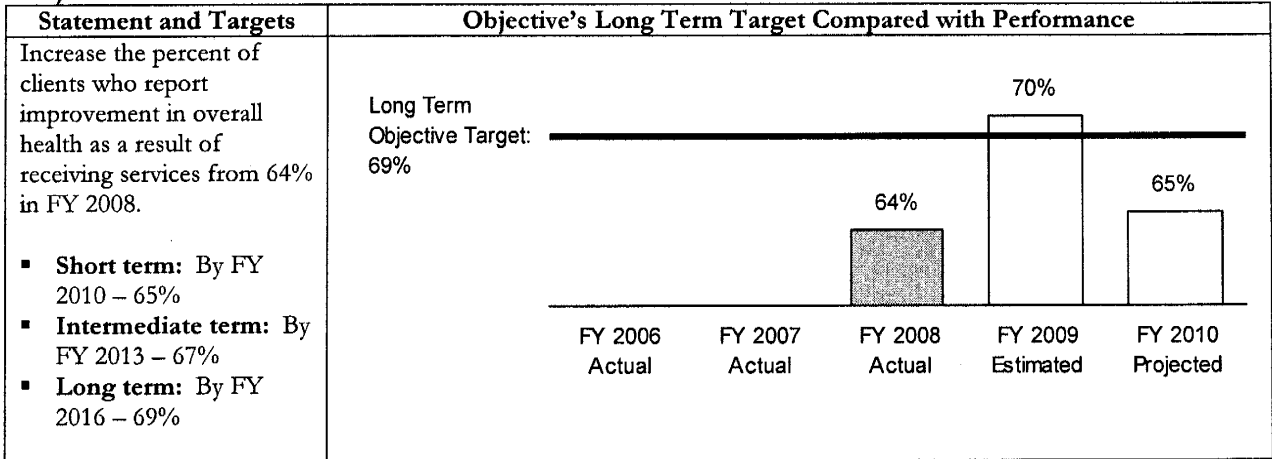 Statement and Targets
Objective's Long Term Target Compared with Performance
Increase the percent of
clients who report
improvement in overall
health as a result of
receiving services from 64%
in FY 2008.
▪ Short term: By FY
2010 – 65%
▪ Intermediate term: By
FY 2013 – 67%
▪ Long term: By FY
2016 – 69%
Long Term
Objective Target:
69%
64%
70%
65%
FY 2006
Actual
FY 2007
Actual
FY 2008
Actual
FY 2009
Estimated
FY 2010
Projected